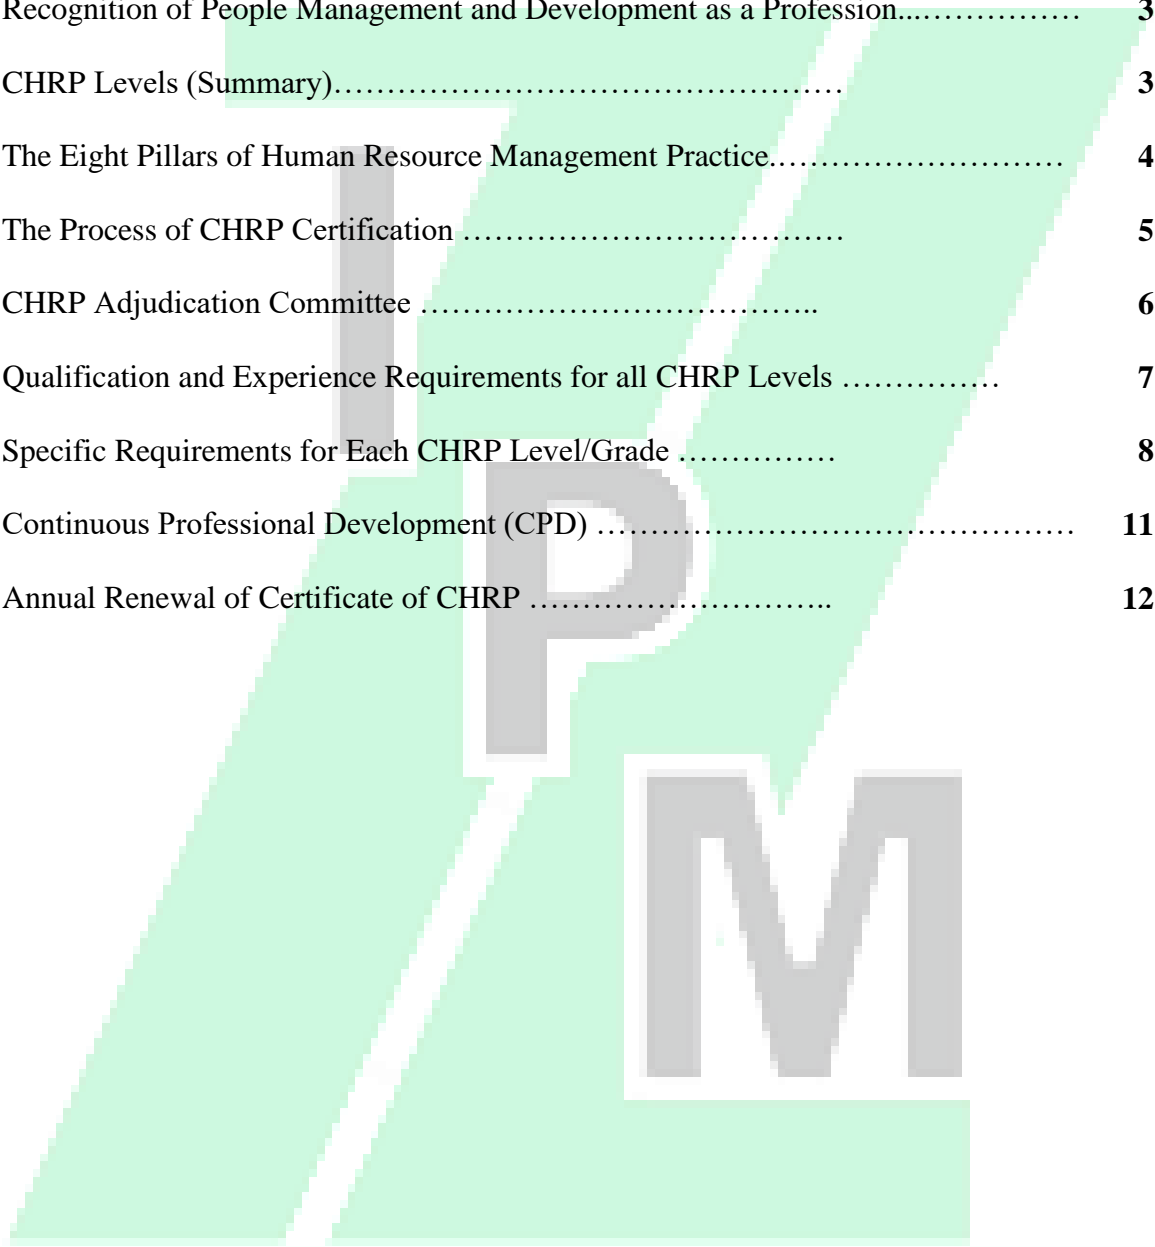 Recognition of People Management and Development as a Profession...…………… 3
CHRP Levels (Summary)………………………………………… 3
The Eight Pillars of Human Resource Management Practice.……………………… 4
The Process of CHRP Certification ……………………………… 5
CHRP Adjudication Committee ……………………………….. 6
Qualification and Experience Requirements for all CHRP Levels …………… 7
Specific Requirements for Each CHRP Level/Grade …………… 8
Continuous Professional Development (CPD) ……………………………………… 11
Annual Renewal of Certificate of CHRP ……………………….. 12
I
P
M